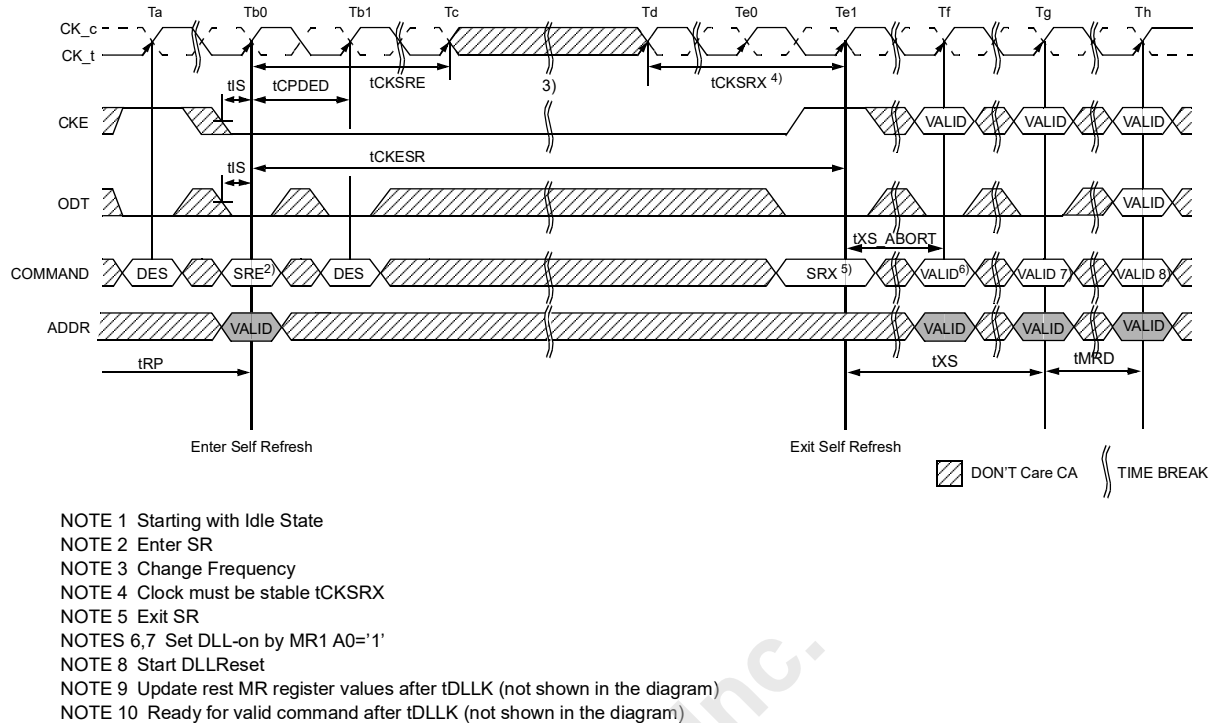 Ta Tb0 Tb1 Tc Td Te0 Te1 Tf Tg Th
CK_c
CK_t
tIS tCPDED tCKSRE 3) tCKSRX 4)
CKE VALID VALID VALID
tIS tCKESR
ODT VALID
tXS_ABORT
COMMAND DES SRE2) DES SRX 5) VALID6) VALID 7) VALID 8)
ADDR VALID VALID VALID VALID
tRP tXS tMRD
Enter Self Refresh Exit Self Refresh
DON'T Care CA TIME BREAK
NOTE 1 Starting with Idle State
NOTE 2 Enter SR
NOTE 3 Change Frequency
NOTE 4 Clock must be stable tCKSRX
NOTE 5 Exit SR
NOTES 6,7 Set DLL-on by MR1 A0='1'
NOTE 8 Start DLLReset
NOTE 9 Update rest MR register values after tDLLK (not shown in the diagram)
NOTE 10 Ready for valid command after tDLLK (not shown in the diagram)
nc.